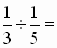 1/3 ÷ 1/5 =